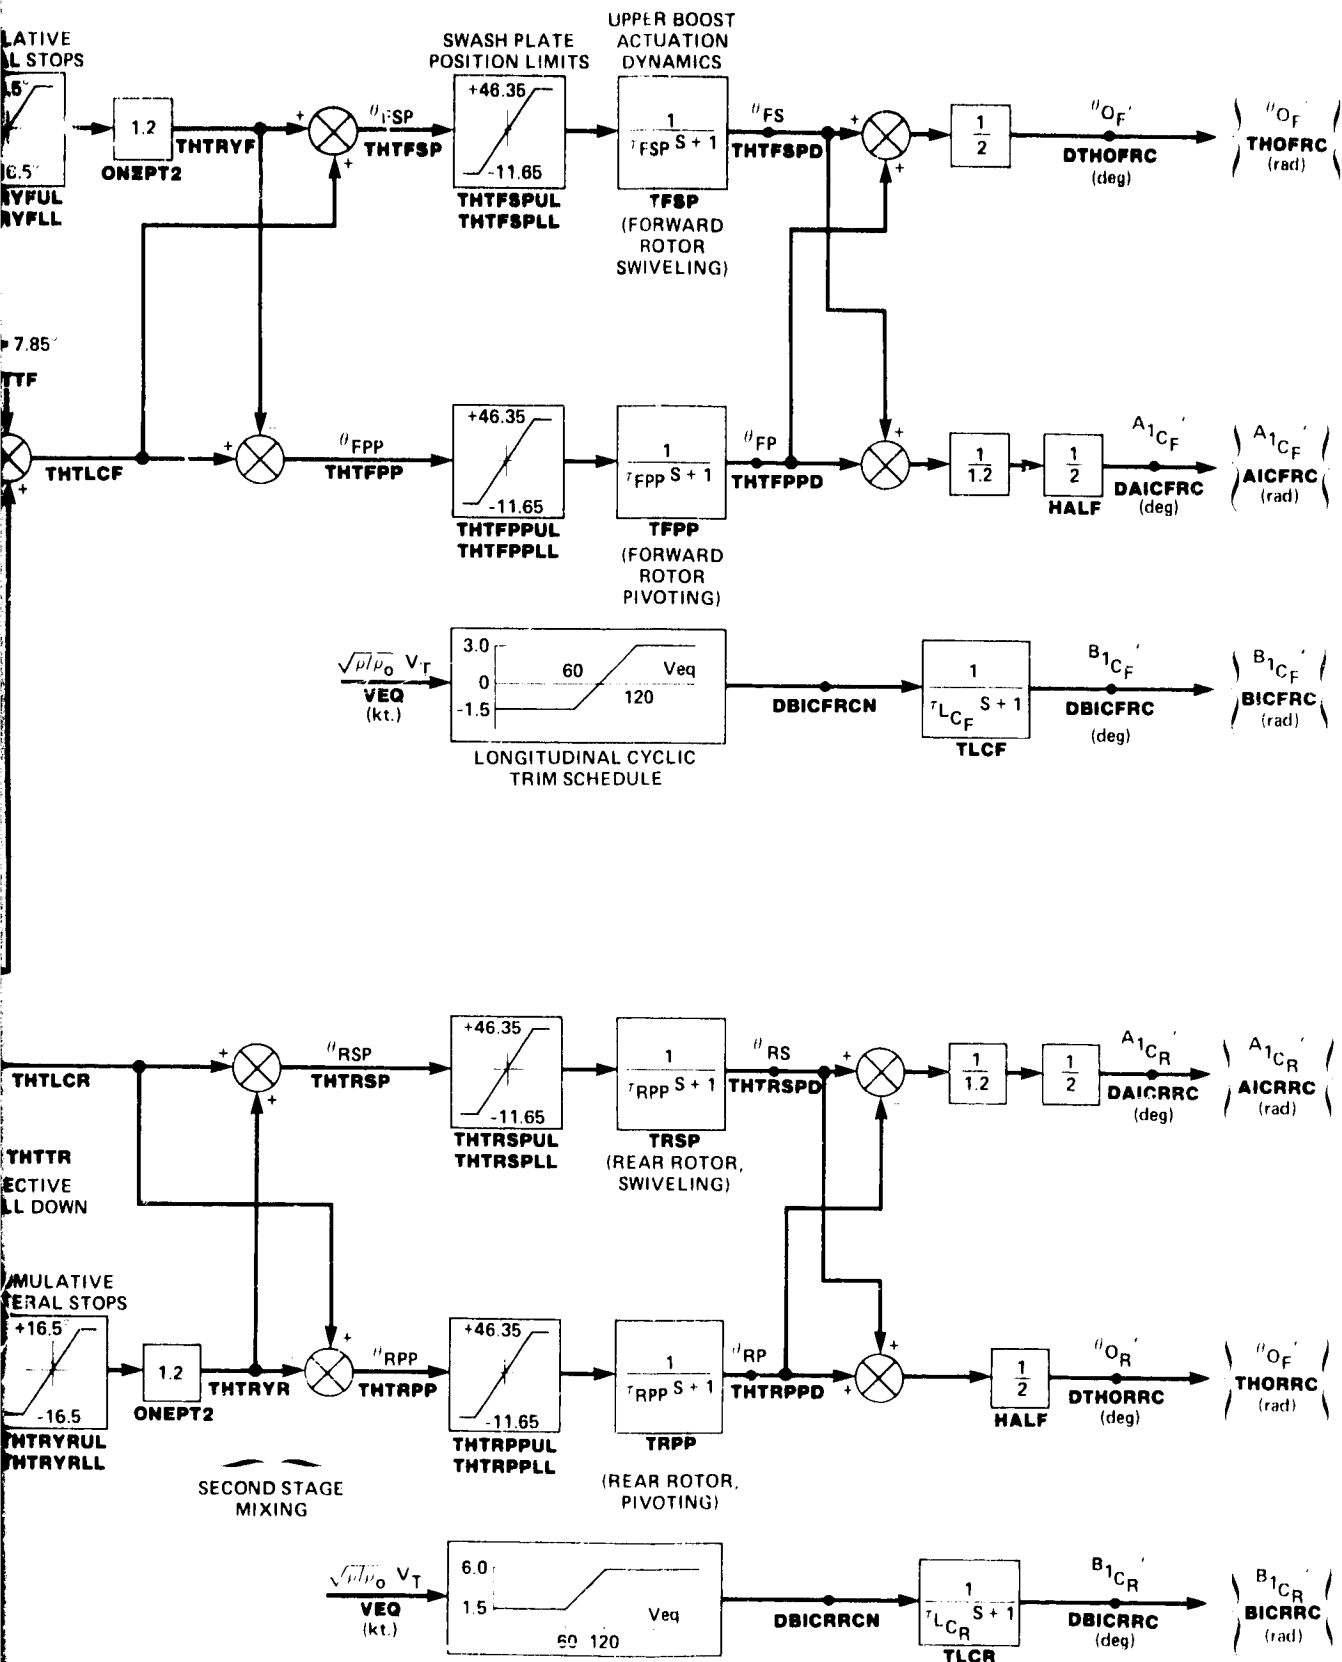 LATIVE
L STOPS
.5°
6.5°
RYFUL
RYFLL
1.2
ONEPT2
THTRYF
+
+
θFSP
THTFSP
SWASH PLATE
POSITION LIMITS
+46.35
-11.65
THTFSPUL
THTFSPLL
UPPER BOOST
ACTUATION
DYNAMICS
1
τFSP S + 1
TFSP
(FORWARD
ROTOR
SWIVELING)
θFS
THTFSPD
+
+
1
2
θOF'
DTHOFRC
(deg)
θOF'
THOFRC
(rad)
= 7.85°
TTF
+
THTLCF
+
-
θFPP
THTFPP
+46.35
-11.65
THTFPPUL
THTFPPLL
1
τFPP S + 1
TFPP
(FORWARD
ROTOR
PIVOTING)
θFP
THTFPPD
+
1
1.2
1
2
HALF
A1CF'
DAICFRC
(deg)
A1CF'
AICFRC
(rad)
√ρ/ρo VT
VEQ
(kt.)
3.0
0
-1.5
60
120
Veq
LONGITUDINAL CYCLIC
TRIM SCHEDULE
DBICFRCN
1
τLCF S + 1
TLCF
B1CF'
DBICFRC
(deg)
B1CF'
BICFRC
(rad)
THTLCR
+
+
θRSP
THTRSP
+46.35
-11.65
THTRSPUL
THTRSPLL
1
τRPP S + 1
TRSP
(REAR ROTOR,
SWIVELING)
θRS
THTRSPD
+
-
1
1.2
1
2
A1CR'
DAICRRC
(deg)
A1CR'
AICRRC
(rad)
THTTR
ECTIVE
LL DOWN
MULATIVE
ERAL STOPS
+16.5°
-16.5
HTRYRUL
HTRYRLL
1.2
ONEPT2
THTRYR
-
+
θRPP
THTRPP
+46.35
-11.65
THTRPPUL
THTRPPLL
1
τRPP S + 1
TRPP
(REAR ROTOR,
PIVOTING)
θRP
THTRPPD
+
+
1
2
HALF
θOR'
DTHORRC
(deg)
θOF'
THORRC
(rad)
SECOND STAGE
MIXING
√ρ/ρo VT
VEQ
(kt.)
6.0
1.5
60 120
Veq
DBICRRCN
1
τLCR S + 1
TLCR
B1CR'
DBICRRC
(deg)
B1CR'
BICRRC
(rad)